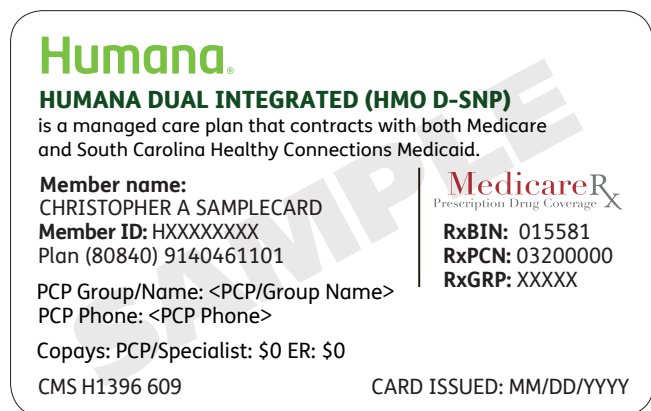 Humana®
HUMANA DUAL INTEGRATED (HMO D-SNP)
is a managed care plan that contracts with both Medicare
and South Carolina Healthy Connections Medicaid.
Member name:
CHRISTOPHER A SAMPLECARD
Member ID: HXXXXXXXX
Plan (80840) 9140461101
MedicareRx
Prescription Drug Coverage
RxBIN: 015581
RxPCN: 03200000
RxGRP: XXXXX
PCP Group/Name: <PCP/Group Name>
PCP Phone: <PCP Phone>
Copays: PCP/Specialist: $0 ER: $0
CMS H1396 609 CARD ISSUED: MM/DD/YYYY
SAMPLE